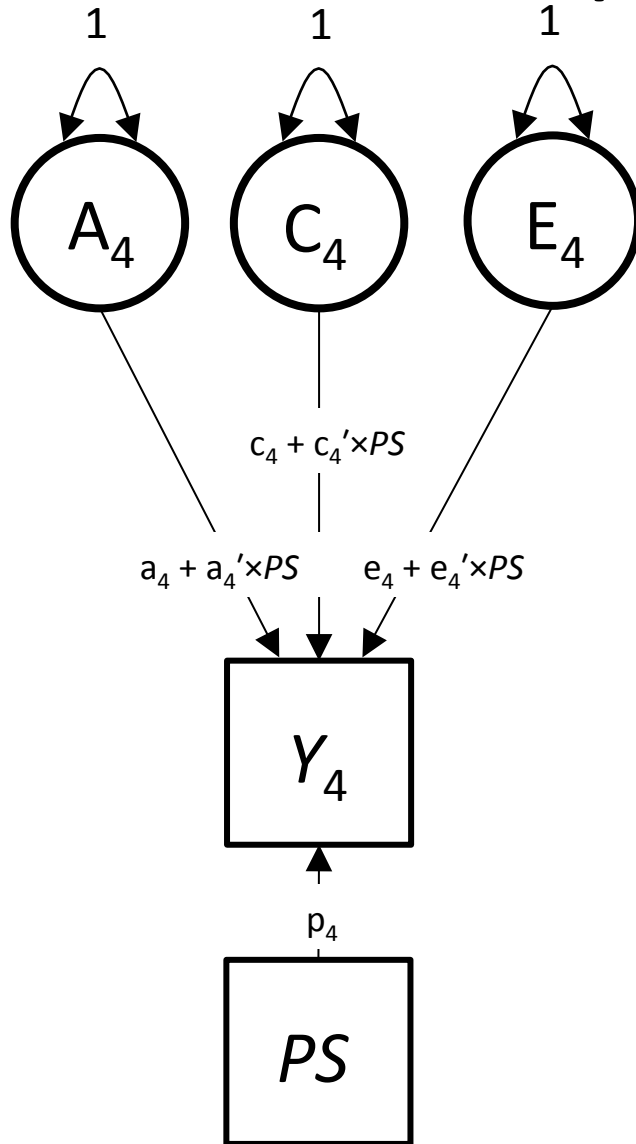 1 1 1
A₄ C₄ E₄
c₄ + c₄′×PS
a₄ + a₄′×PS e₄ + e₄′×PS
Y₄
p₄
PS